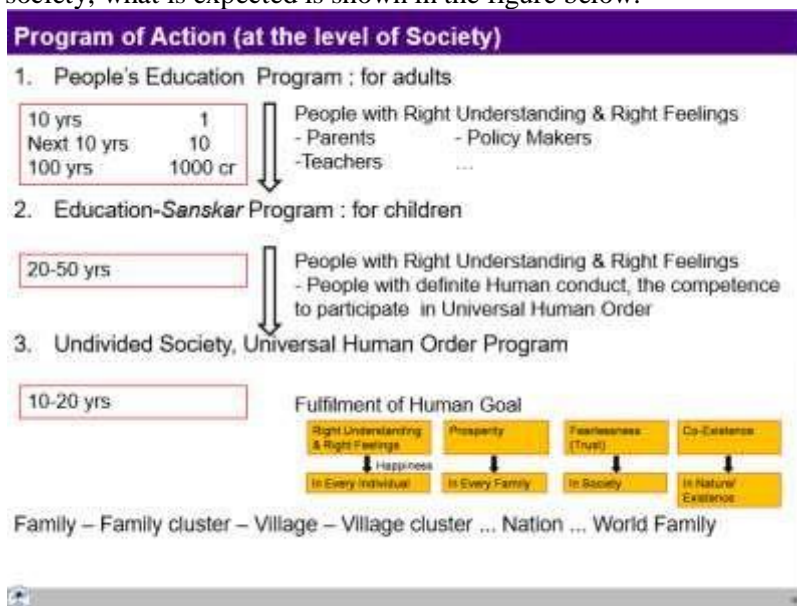 society, what is expected is shown in the figure below.
Program of Action (at the level of Society)
1. People's Education Program : for adults
10 yrs 1
Next 10 yrs 10
100 yrs 1000 cr
People with Right Understanding & Right Feelings
- Parents - Policy Makers
-Teachers ...
2. Education-Sanskar Program : for children
20-50 yrs
People with Right Understanding & Right Feelings
- People with definite Human conduct, the competence
to participate in Universal Human Order
3. Undivided Society, Universal Human Order Program
10-20 yrs
Fulfilment of Human Goal
Right Understanding
& Right Feelings
Prosperity
Fearlessness
(Trust)
Co-Existence
Happiness
In Every Individual
In Every Family
In Society
In Nature/
Existence
Family – Family cluster – Village – Village cluster ... Nation ... World Family